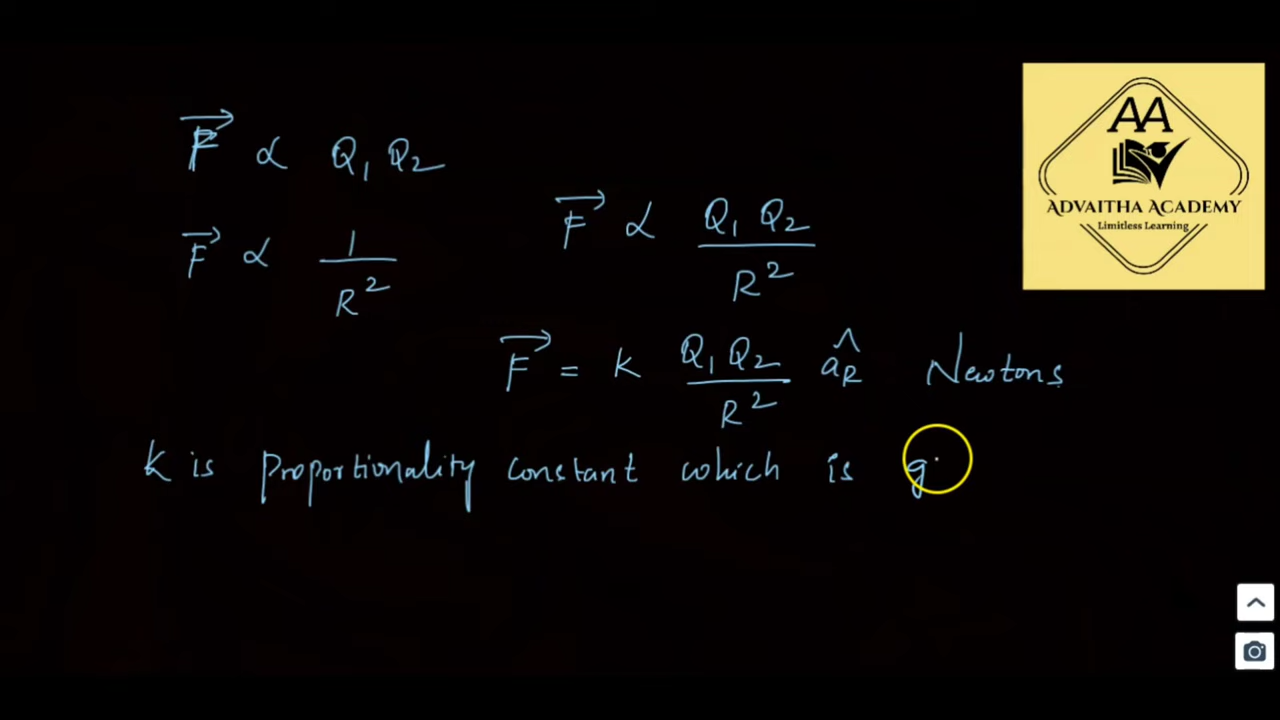 F⃗ ∝ Q₁ Q₂
F⃗ ∝ 1/R²
F⃗ ∝ Q₁ Q₂/R²
F⃗ = k Q₁ Q₂/R² â_R Newtons
k is proportionality constant which is g
AA
ADVAITHA ACADEMY
Limitless Learning